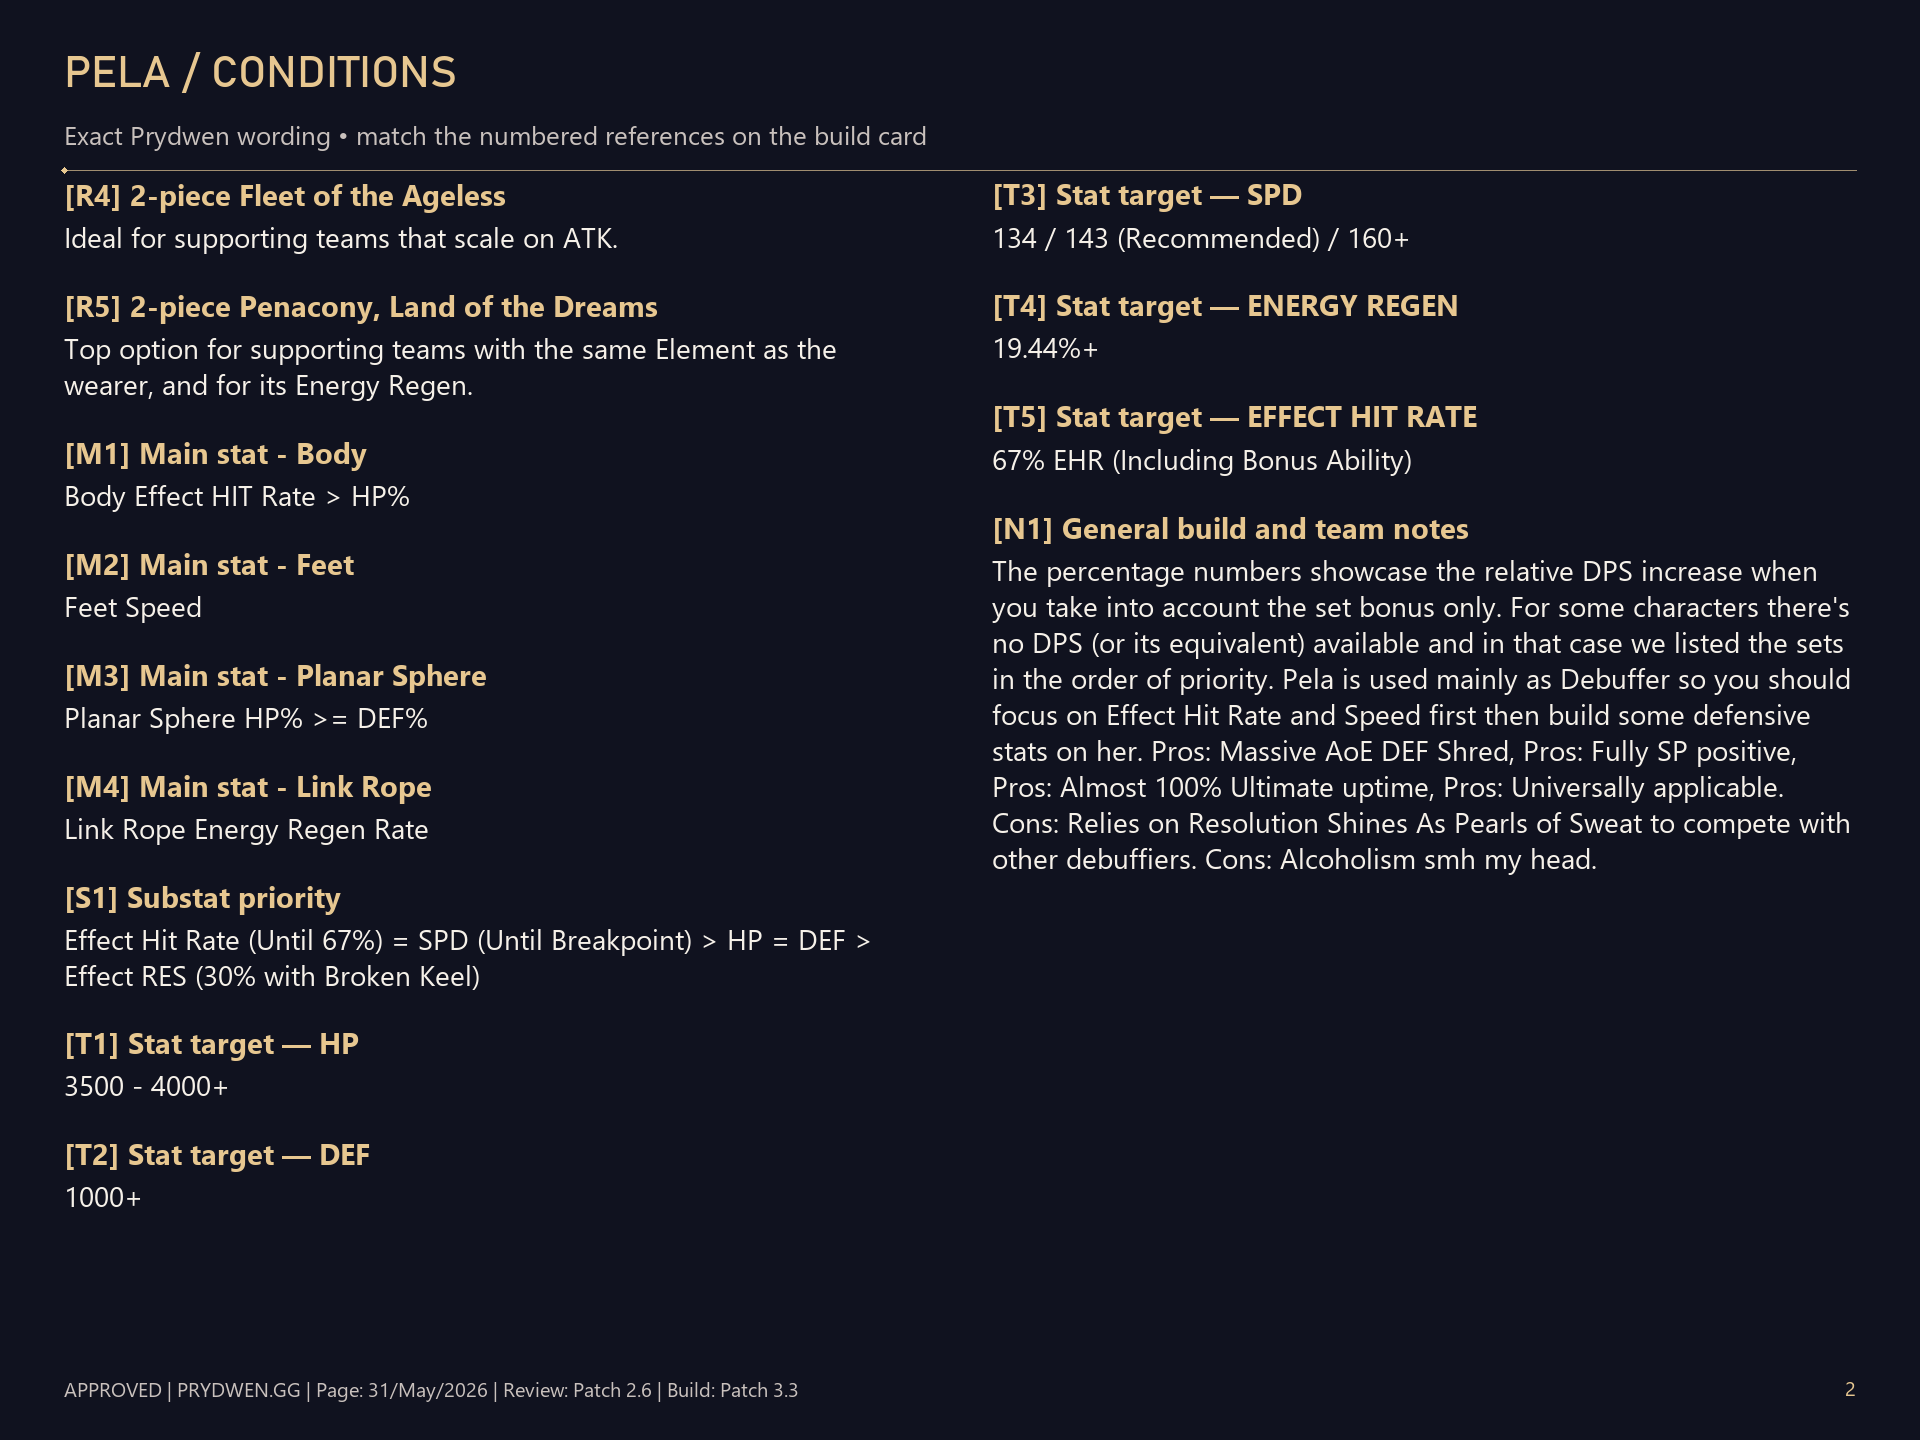 PELA / CONDITIONS
Exact Prydwen wording • match the numbered references on the build card
[R4] 2-piece Fleet of the Ageless
Ideal for supporting teams that scale on ATK.
[R5] 2-piece Penacony, Land of the Dreams
Top option for supporting teams with the same Element as the
wearer, and for its Energy Regen.
[M1] Main stat - Body
Body Effect HIT Rate > HP%
[M2] Main stat - Feet
Feet Speed
[M3] Main stat - Planar Sphere
Planar Sphere HP% >= DEF%
[M4] Main stat - Link Rope
Link Rope Energy Regen Rate
[S1] Substat priority
Effect Hit Rate (Until 67%) = SPD (Until Breakpoint) > HP = DEF >
Effect RES (30% with Broken Keel)
[T1] Stat target — HP
3500 - 4000+
[T2] Stat target — DEF
1000+
[T3] Stat target — SPD
134 / 143 (Recommended) / 160+
[T4] Stat target — ENERGY REGEN
19.44%+
[T5] Stat target — EFFECT HIT RATE
67% EHR (Including Bonus Ability)
[N1] General build and team notes
The percentage numbers showcase the relative DPS increase when
you take into account the set bonus only. For some characters there's
no DPS (or its equivalent) available and in that case we listed the sets
in the order of priority. Pela is used mainly as Debuffer so you should
focus on Effect Hit Rate and Speed first then build some defensive
stats on her. Pros: Massive AoE DEF Shred, Pros: Fully SP positive,
Pros: Almost 100% Ultimate uptime, Pros: Universally applicable.
Cons: Relies on Resolution Shines As Pearls of Sweat to compete with
other debuffiers. Cons: Alcoholism smh my head.
APPROVED | PRYDWEN.GG | Page: 31/May/2026 | Review: Patch 2.6 | Build: Patch 3.3
2